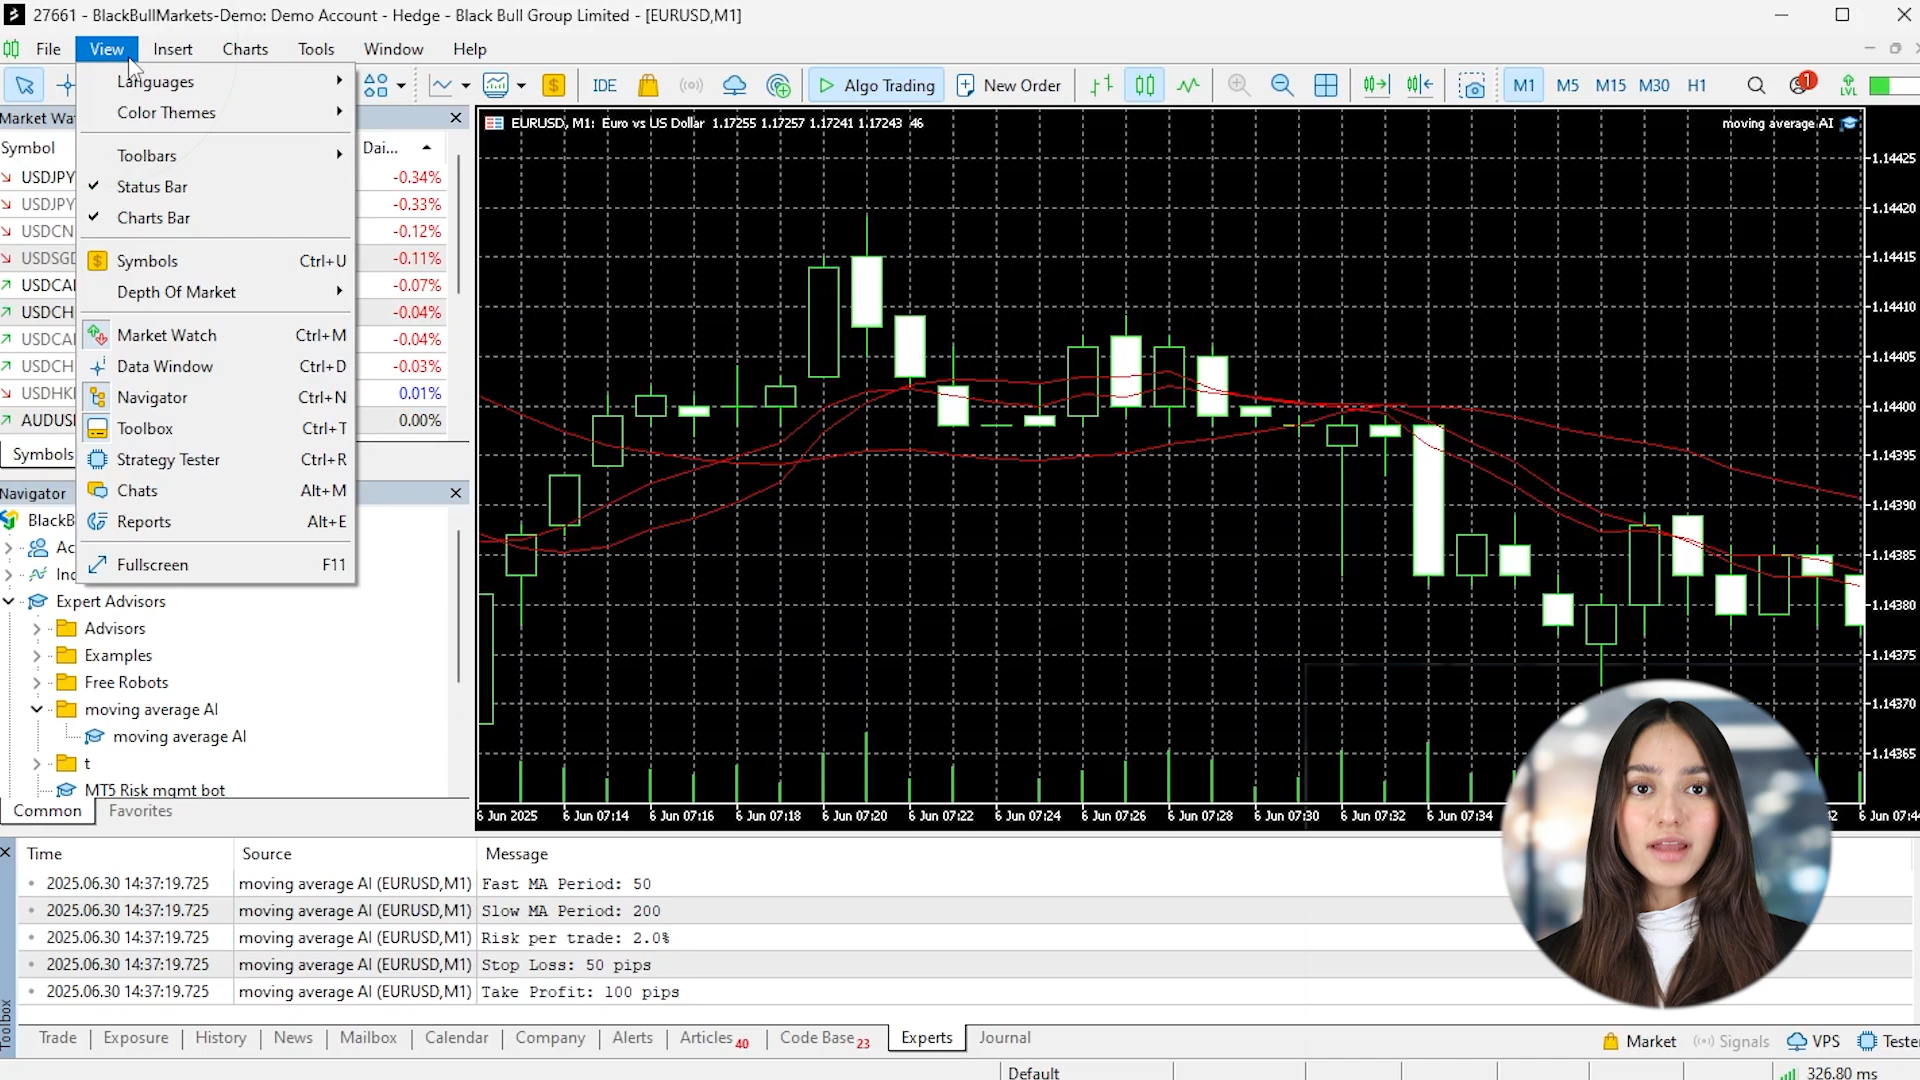 27661 - BlackBullMarkets-Demo: Demo Account - Hedge - Black Bull Group Limited - [EURUSD,M1]
File View Insert Charts Tools Window Help
IDE Algo Trading New Order M1 M5 M15 M30 H1 1 LVL
Languages
Color Themes
Toolbars
Status Bar
Charts Bar
Symbols Ctrl+U
Depth Of Market
Market Watch Ctrl+M
Data Window Ctrl+D
Navigator Ctrl+N
Toolbox Ctrl+T
Strategy Tester Ctrl+R
Chats Alt+M
Reports Alt+E
Fullscreen F11
Market Wa
Symbol Dai...
USDJPY -0.34%
USDJPY -0.33%
USDCN -0.12%
USDSGD -0.11%
USDCA -0.07%
USDCH -0.04%
USDCA -0.04%
USDCH -0.03%
USDHK 0.01%
AUDUS 0.00%
Symbols
Navigator
BlackB
Ac
Ind
Expert Advisors
Advisors
Examples
Free Robots
moving average AI
moving average AI
t
MT5 Risk mgmt bot
Common Favorites
EURUSD, M1: Euro vs US Dollar 1.17255 1.17257 1.17241 1.17243 46
moving average AI
1.14425
1.14420
1.14415
1.14410
1.14405
1.14400
1.14395
1.14390
1.14385
1.14380
1.14375
1.14370
1.14365
6 Jun 2025 6 Jun 07:14 6 Jun 07:16 6 Jun 07:18 6 Jun 07:20 6 Jun 07:22 6 Jun 07:24 6 Jun 07:26 6 Jun 07:28 6 Jun 07:30 6 Jun 07:32 6 Jun 07:34 42 6 Jun 07:44
Time Source Message
2025.06.30 14:37:19.725 moving average AI (EURUSD,M1) Fast MA Period: 50
2025.06.30 14:37:19.725 moving average AI (EURUSD,M1) Slow MA Period: 200
2025.06.30 14:37:19.725 moving average AI (EURUSD,M1) Risk per trade: 2.0%
2025.06.30 14:37:19.725 moving average AI (EURUSD,M1) Stop Loss: 50 pips
2025.06.30 14:37:19.725 moving average AI (EURUSD,M1) Take Profit: 100 pips
Toolbox
Trade Exposure History News Mailbox Calendar Company Alerts Articles 40 Code Base 23 Experts Journal
Market Signals VPS Tester
Default 326.80 ms